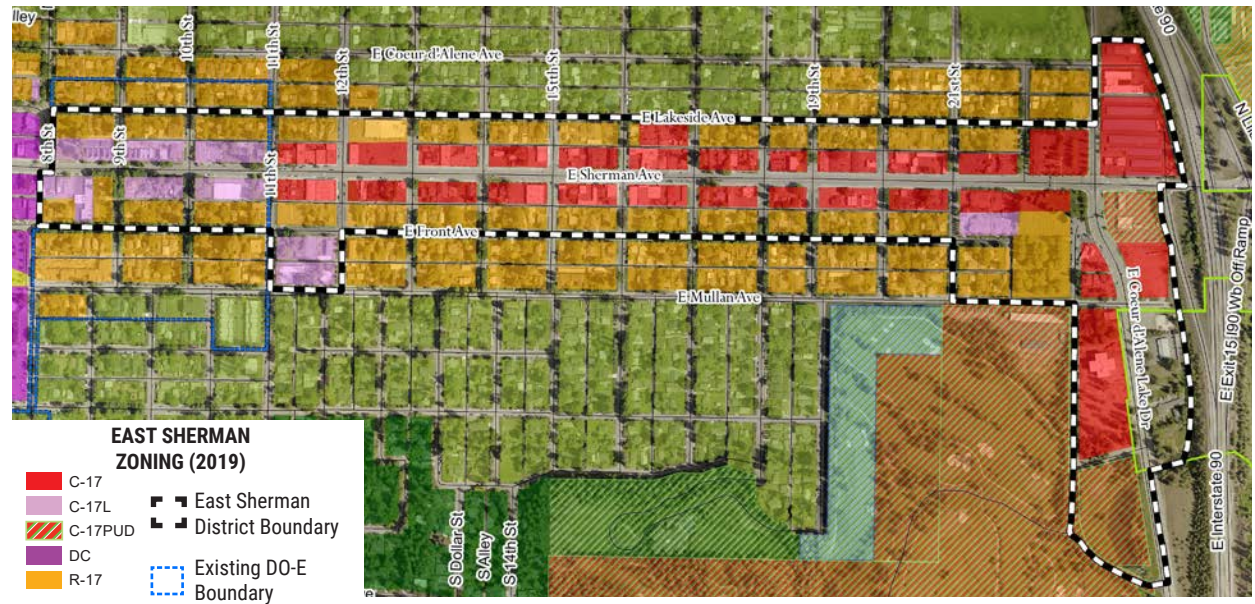 lley
10th St
11th St
12th St
E Coeur d'Alene Ave
15th St
19th St
21st St
E Lakeside Ave
8th St
9th St
11th St
E Sherman Ave
E Front Ave
E Mullan Ave
E Coeur d'Alene Lake Dr
E Exit 15 I90 Wb Off Ramp
E Interstate 90
S Dollar St
S Alley
S 14th St
EAST SHERMAN
ZONING (2019)
C-17
C-17L
C-17PUD
DC
R-17
East Sherman
District Boundary
Existing DO-E
Boundary